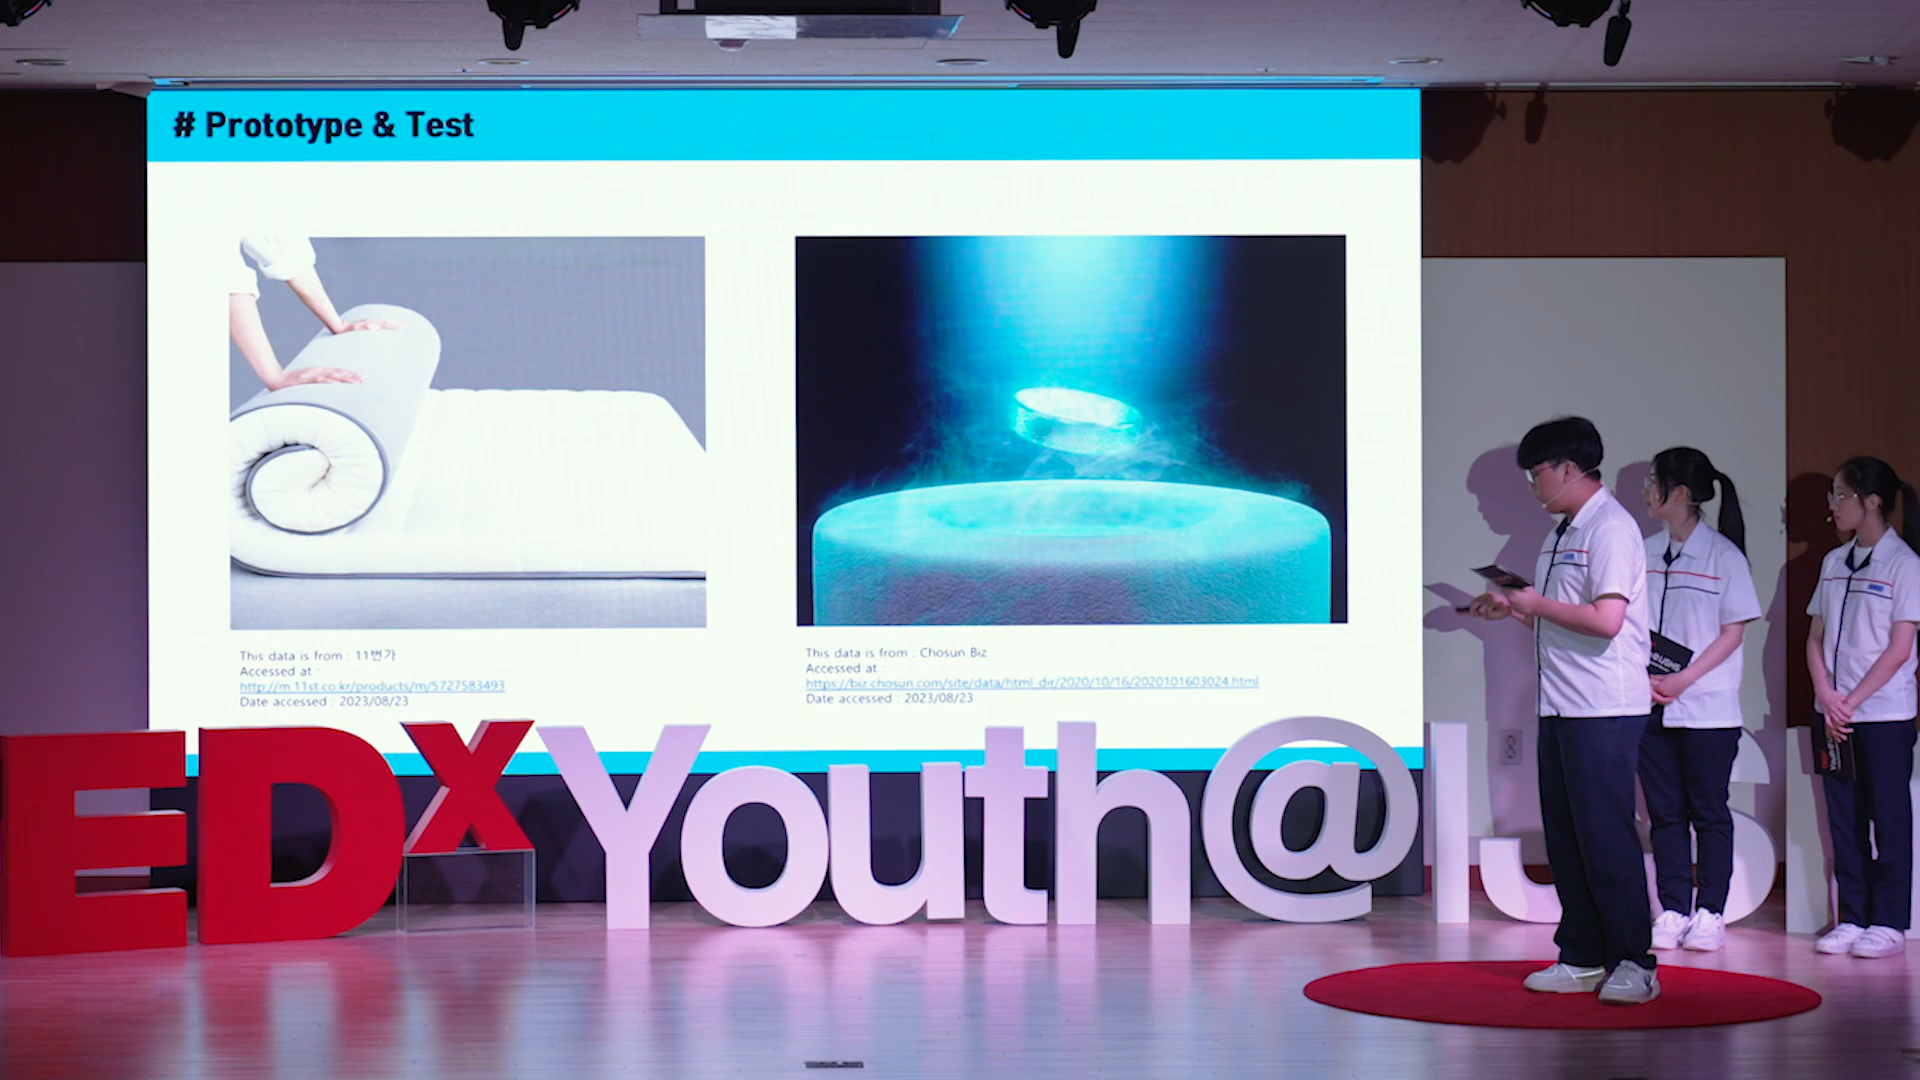 # Prototype & Test
This data is from : 11번가
Accessed at :
http://m.11st.co.kr/products/m/5727583493
Date accessed : 2023/08/23
This data is from : Chosun Biz
Accessed at :
https://biz.chosun.com/site/data/html_dir/2020/10/16/2020101603024.html
Date accessed : 2023/08/23
EDxYouth@